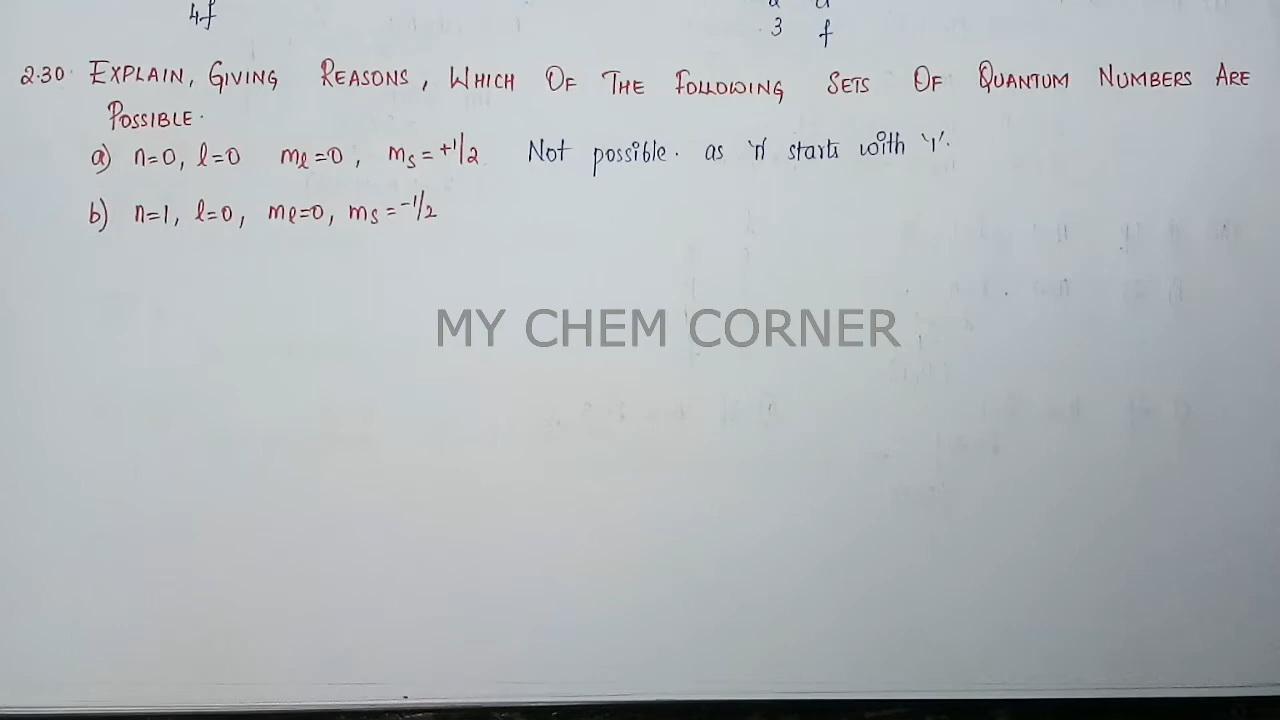 4f
3 f
2.30. EXPLAIN, GIVING REASONS, WHICH OF THE FOLLOWING SETS OF QUANTUM NUMBERS ARE
POSSIBLE.
a) n=0, l=0 ml=0, ms=+1/2 Not possible. as 'n' starts with '1'.
b) n=1, l=0, ml=0, ms=-1/2
MY CHEM CORNER